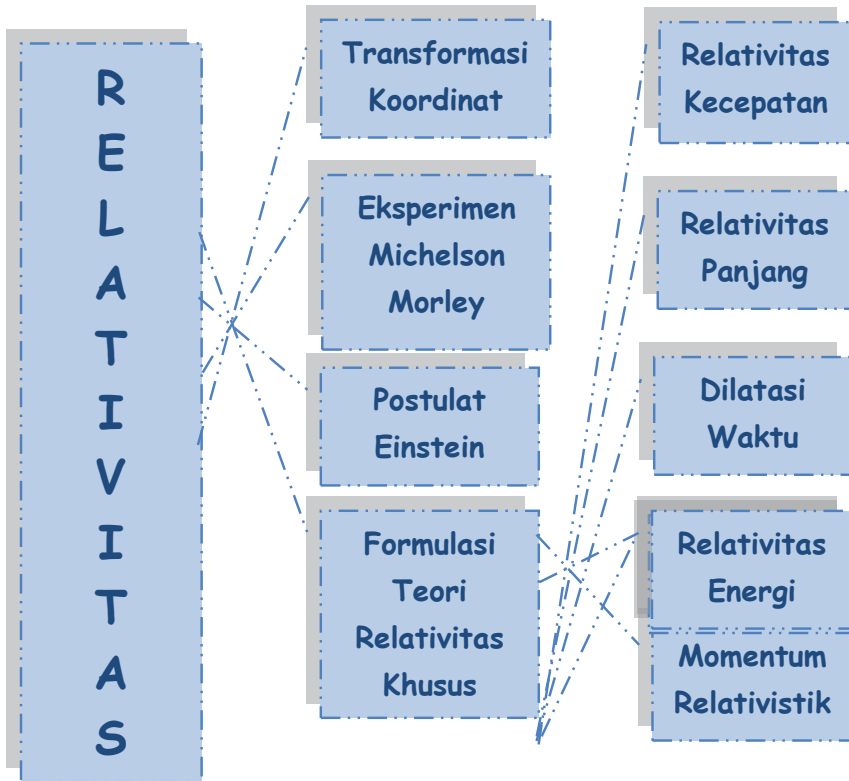 R
E
L
A
T
I
V
I
T
A
S
Transformasi
Koordinat
Eksperimen
Michelson
Morley
Postulat
Einstein
Formulasi
Teori
Relativitas
Khusus
Relativitas
Kecepatan
Relativitas
Panjang
Dilatasi
Waktu
Relativitas
Energi
Momentum
Relativistik